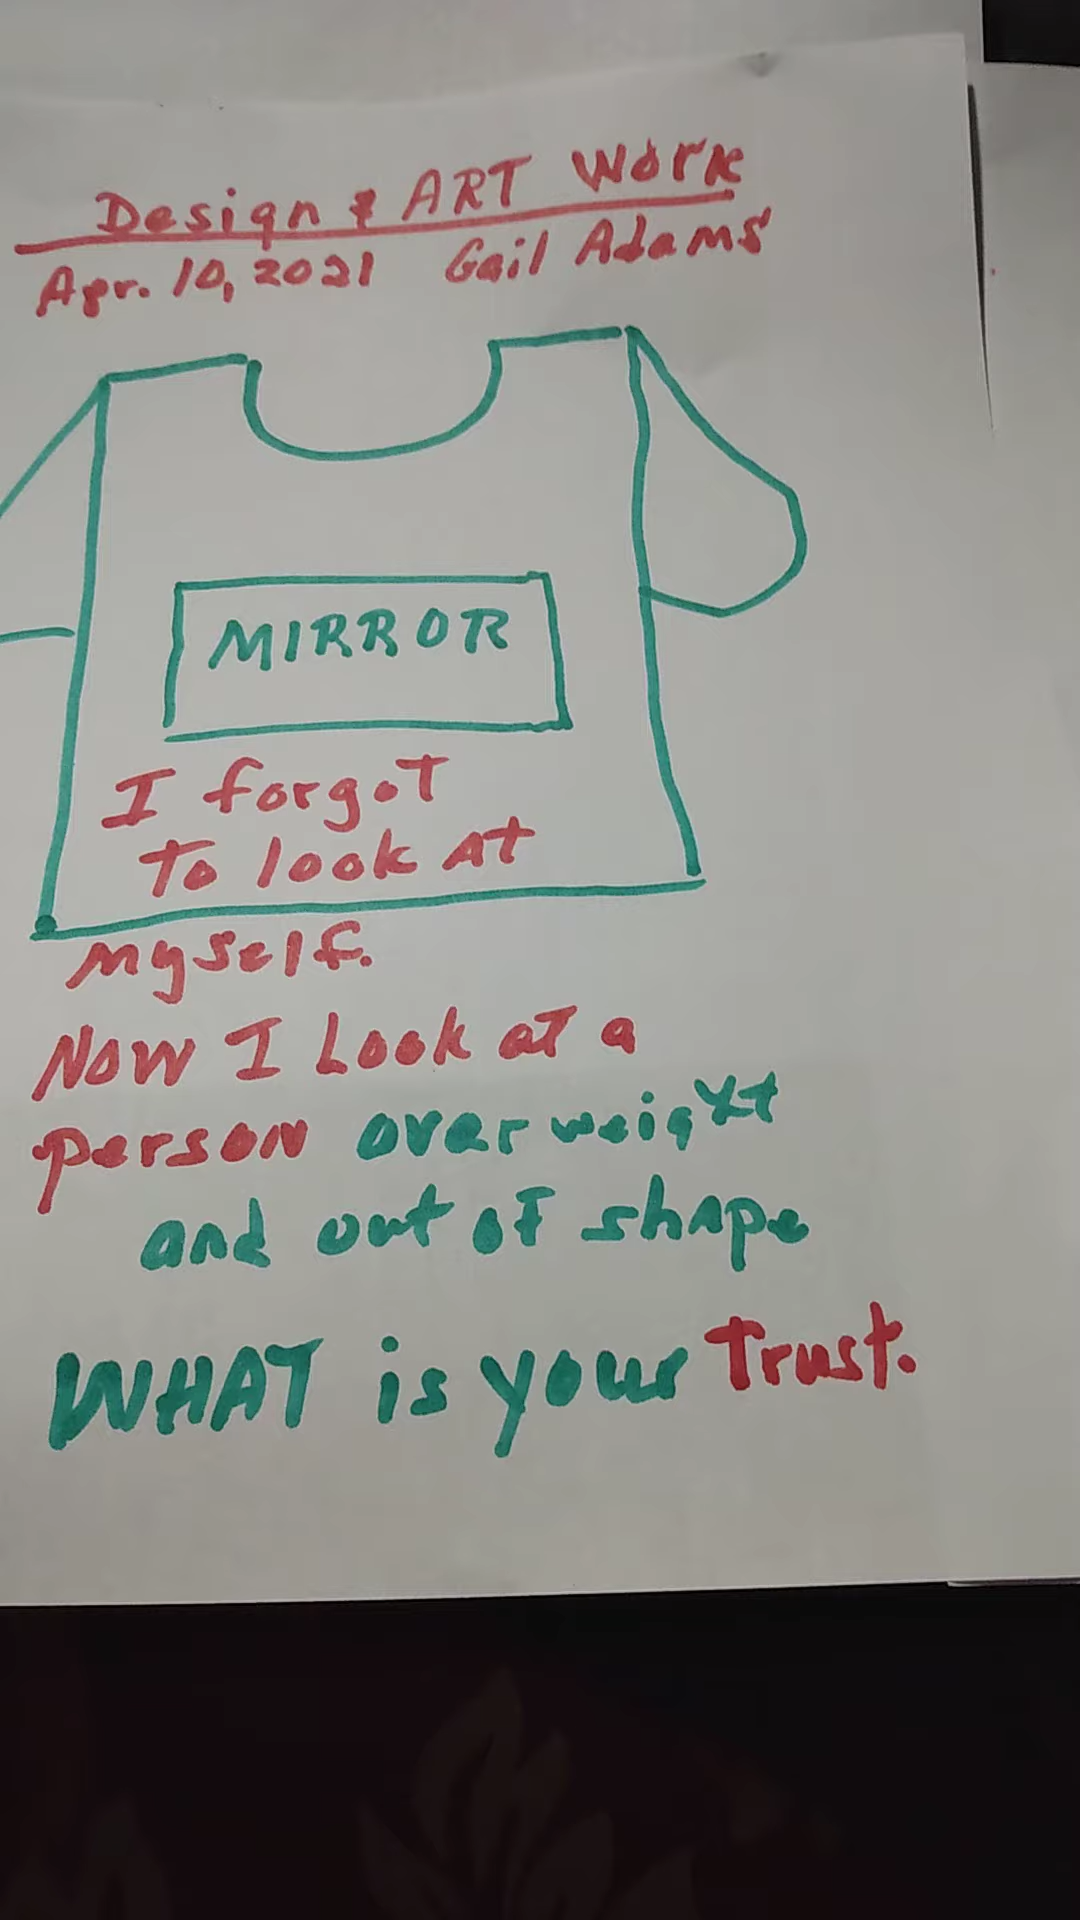 Design & ART Work
Apr. 10, 2021 Gail Adams
MIRROR
I forgot
To look At
Myself.
Now I Look at a
person overweight
and out of shape
WHAT is your Trust.